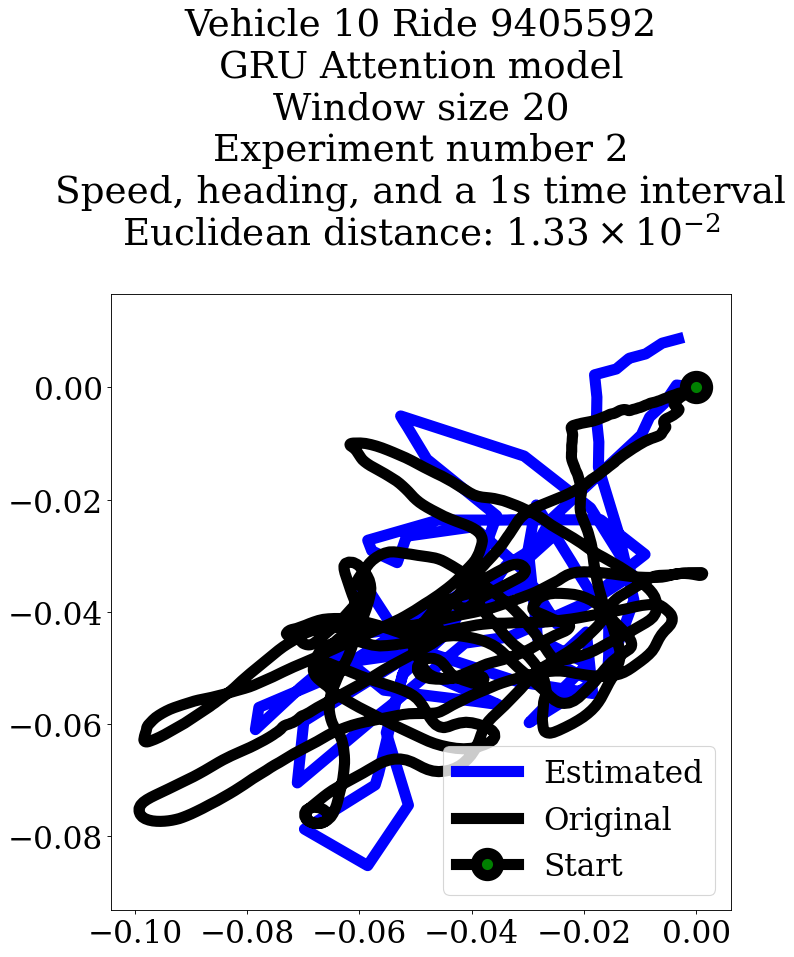 Vehicle 10 Ride 9405592
GRU Attention model
Window size 20
Experiment number 2
Speed, heading, and a 1s time interval
Euclidean distance: 1.33 × 10⁻²
0.00
−0.02
−0.04
−0.06
−0.08
Estimated
Original
Start
−0.10 −0.08 −0.06 −0.04 −0.02 0.00